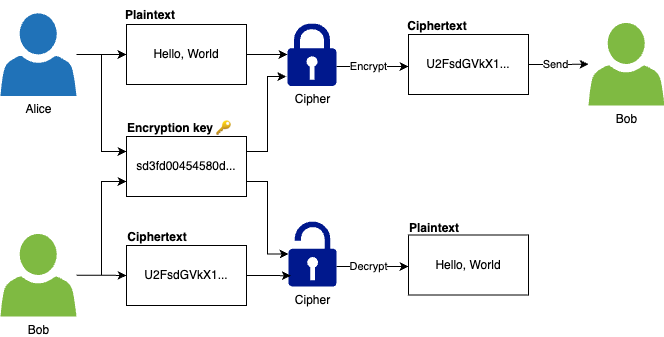 Plaintext
Hello, World
Alice
Cipher
Encrypt
Ciphertext
U2FsdGVkX1...
Send
Bob
Encryption key 🔑
sd3fd00454580d...
Bob
Ciphertext
U2FsdGVkX1...
Cipher
Decrypt
Plaintext
Hello, World